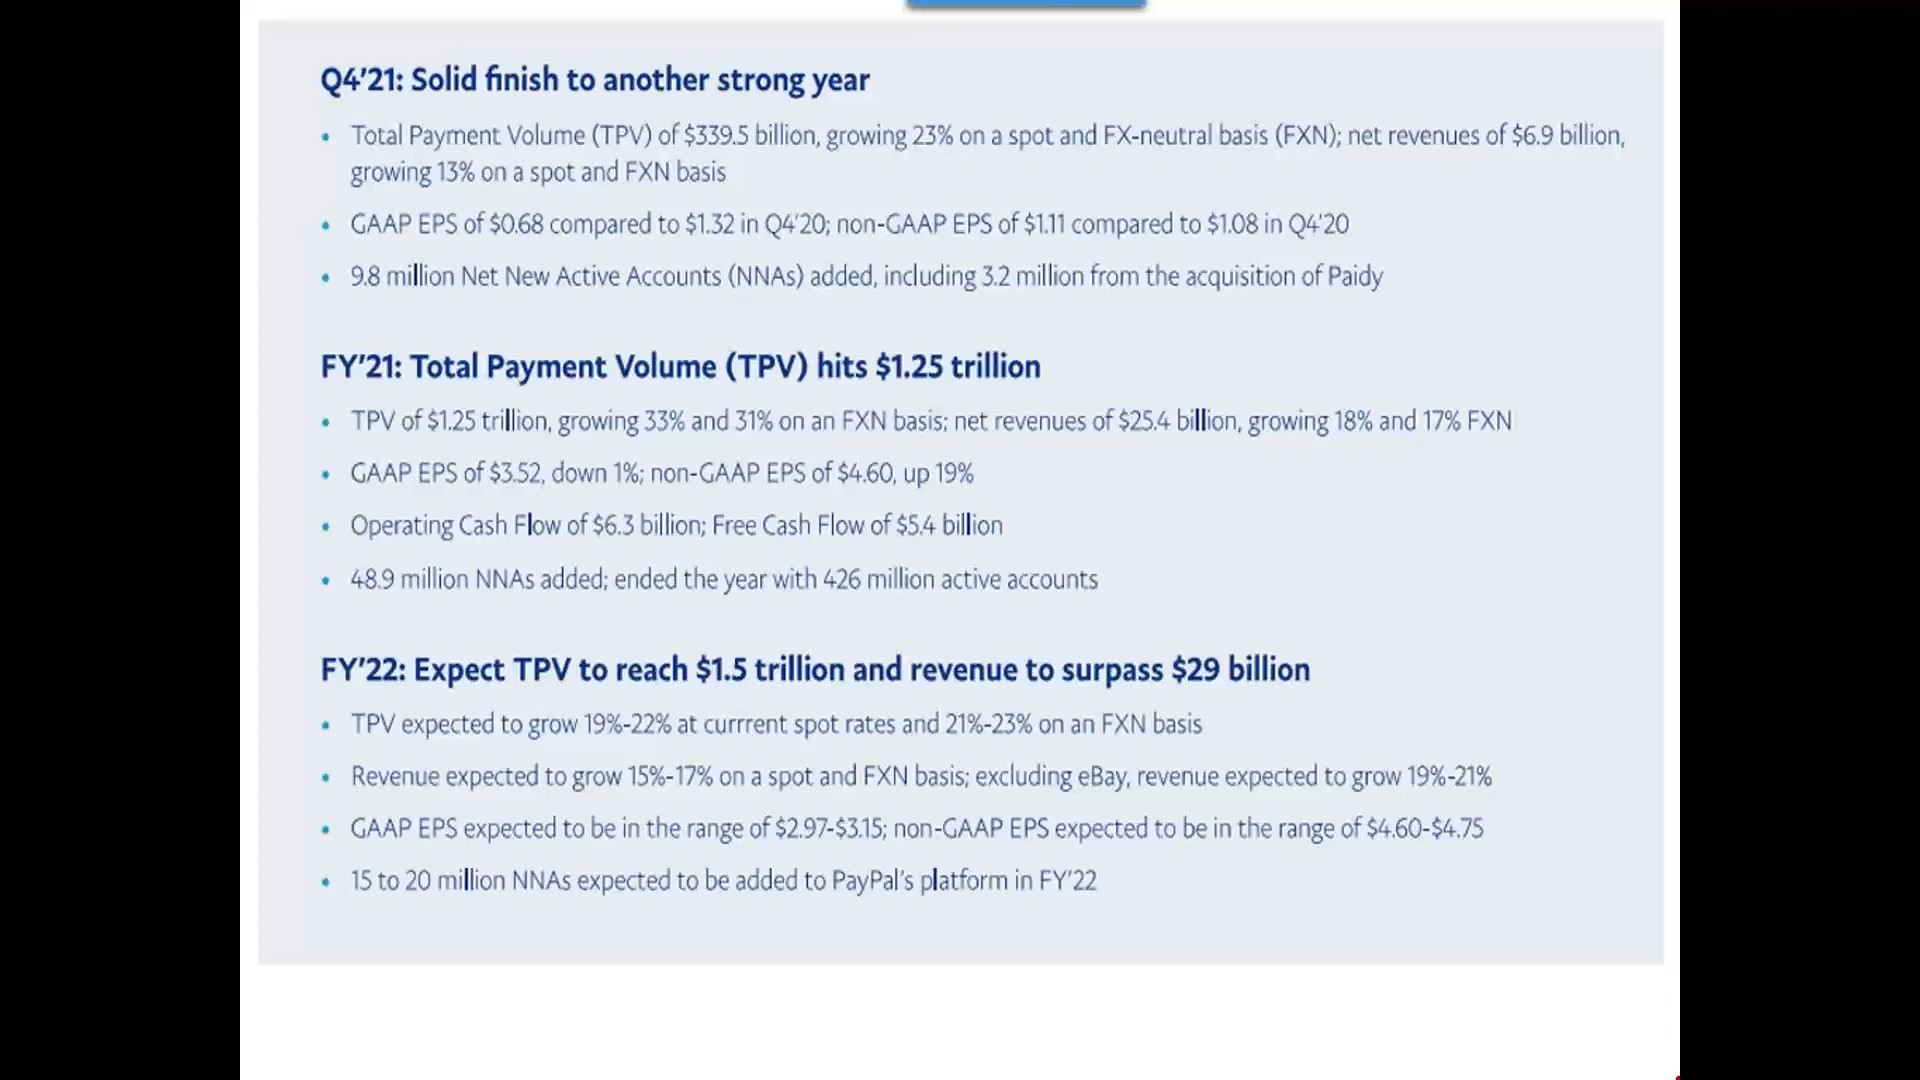 Q4'21: Solid finish to another strong year
• Total Payment Volume (TPV) of $339.5 billion, growing 23% on a spot and FX-neutral basis (FXN); net revenues of $6.9 billion,
growing 13% on a spot and FXN basis
• GAAP EPS of $0.68 compared to $1.32 in Q4'20; non-GAAP EPS of $1.11 compared to $1.08 in Q4'20
• 9.8 million Net New Active Accounts (NNAs) added, including 3.2 million from the acquisition of Paidy
FY'21: Total Payment Volume (TPV) hits $1.25 trillion
• TPV of $1.25 trillion, growing 33% and 31% on an FXN basis; net revenues of $25.4 billion, growing 18% and 17% FXN
• GAAP EPS of $3.52, down 1%; non-GAAP EPS of $4.60, up 19%
• Operating Cash Flow of $6.3 billion; Free Cash Flow of $5.4 billion
• 48.9 million NNAs added; ended the year with 426 million active accounts
FY'22: Expect TPV to reach $1.5 trillion and revenue to surpass $29 billion
• TPV expected to grow 19%-22% at currrent spot rates and 21%-23% on an FXN basis
• Revenue expected to grow 15%-17% on a spot and FXN basis; excluding eBay, revenue expected to grow 19%-21%
• GAAP EPS expected to be in the range of $2.97-$3.15; non-GAAP EPS expected to be in the range of $4.60-$4.75
• 15 to 20 million NNAs expected to be added to PayPal's platform in FY'22